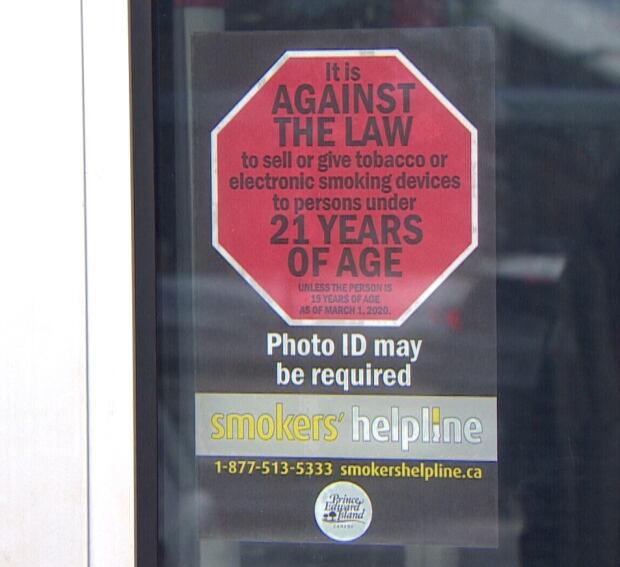 It is
AGAINST
THE LAW
to sell or give tobacco or
electronic smoking devices
to persons under
21 YEARS
OF AGE
UNLESS THE PERSON IS
19 YEARS OF AGE
AS OF MARCH 1, 2020.
Photo ID may
be required
smokers' helpline
1-877-513-5333 smokershelpline.ca
Prince
Edward
Island
CANADA